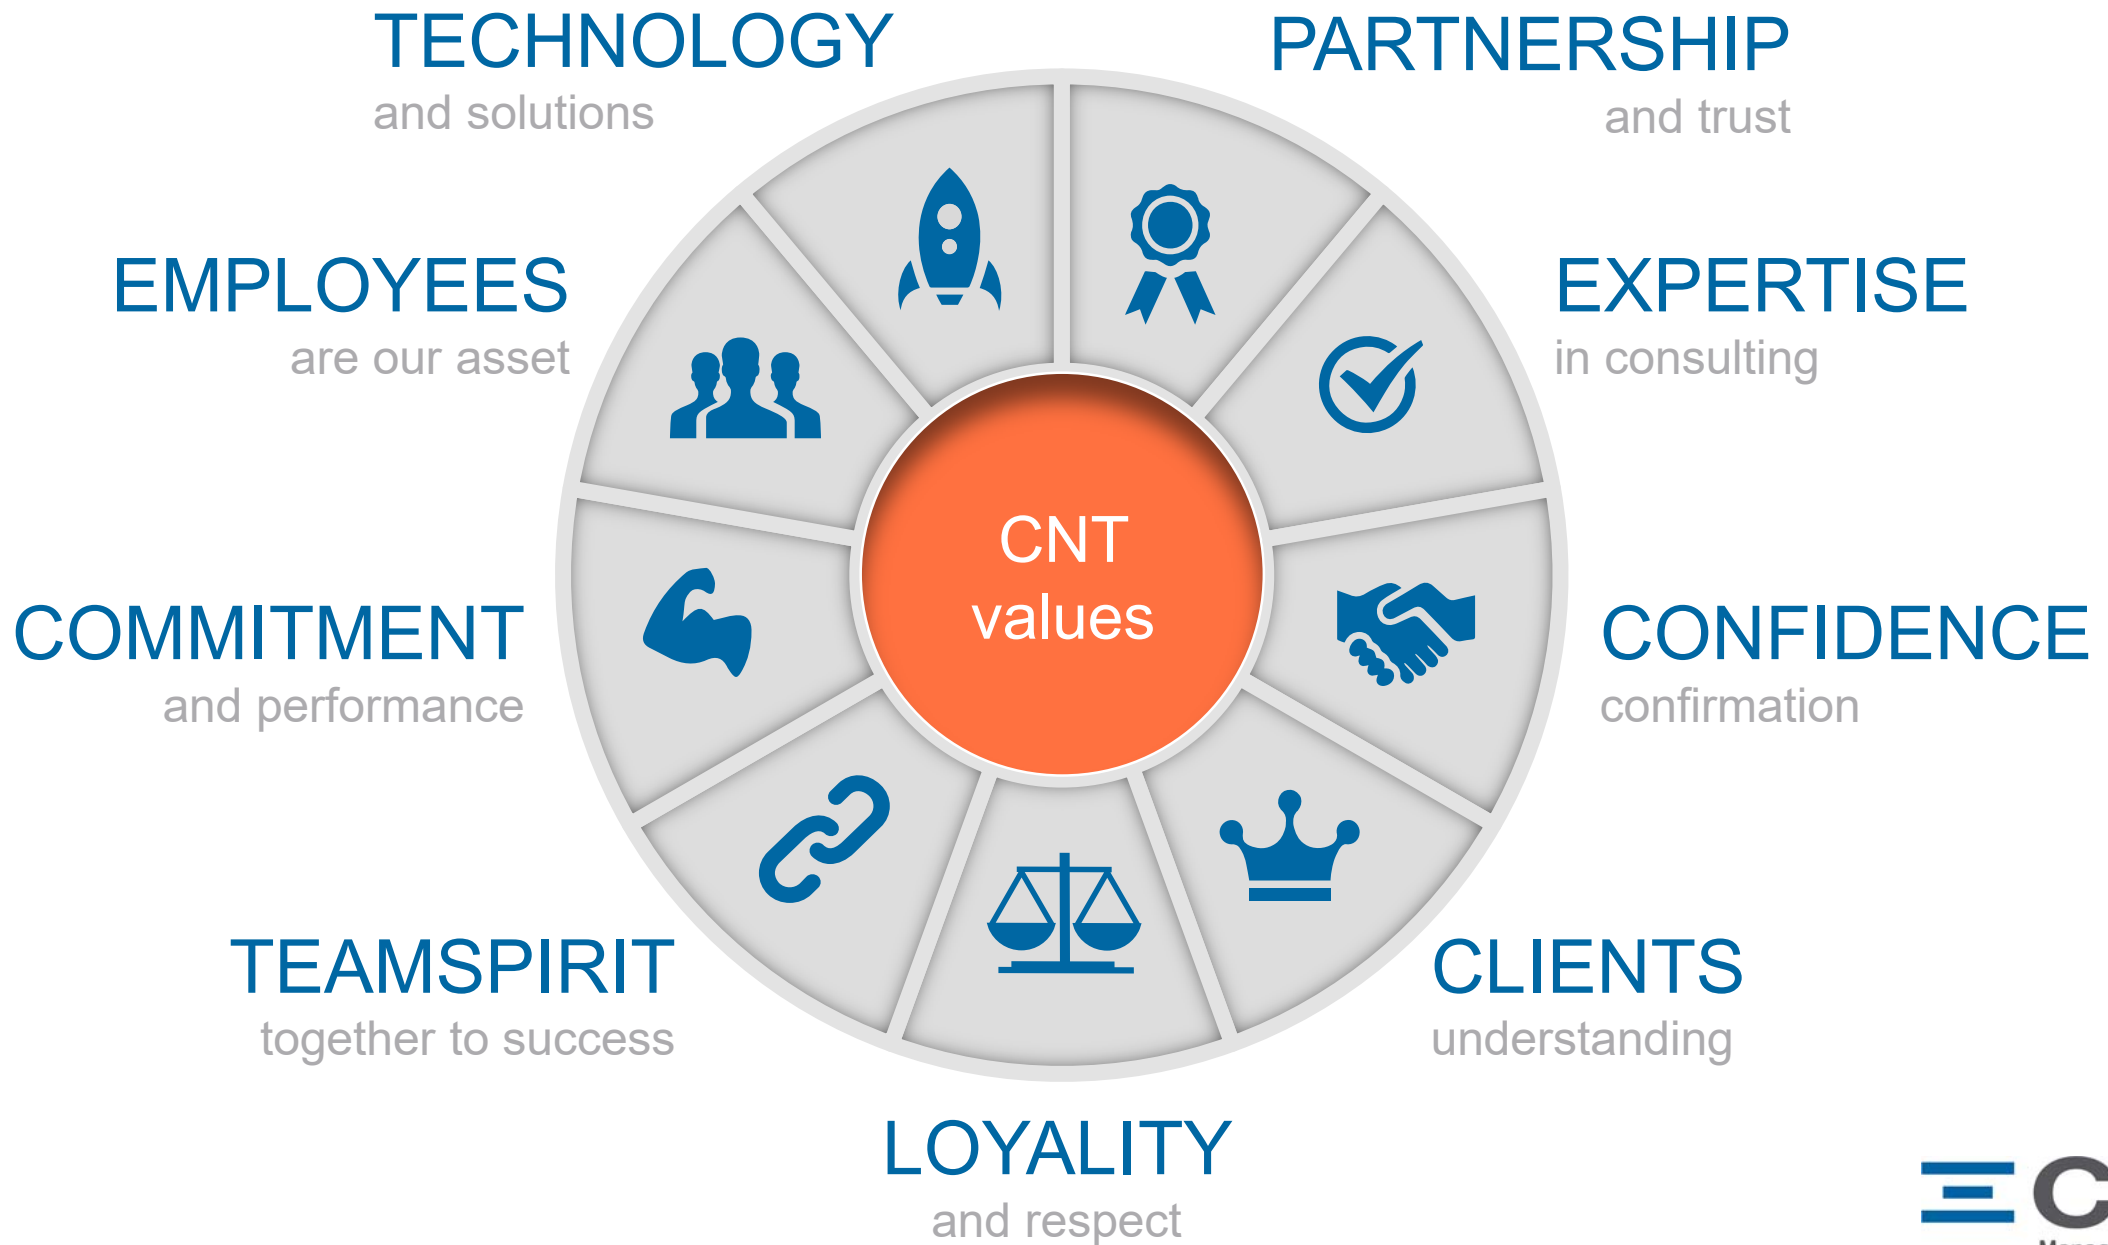 TECHNOLOGY
and solutions
PARTNERSHIP
and trust
EMPLOYEES
are our asset
EXPERTISE
in consulting
CNT
values
COMMITMENT
and performance
CONFIDENCE
confirmation
TEAMSPIRIT
together to success
CLIENTS
understanding
LOYALITY
and respect
C